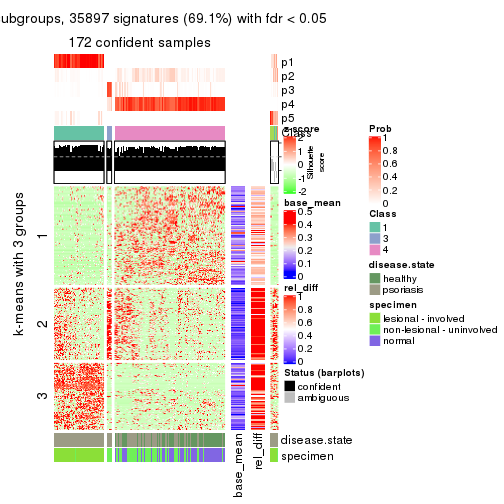 ubgroups, 35897 signatures (69.1%) with fdr < 0.05
172 confident samples
p1
p2
p3
p4
p5
Class
Silhouette
score
k-means with 3 groups
1
2
3
base_mean
rel_diff
disease.state
specimen
z-score
2
1
0
-1
-2
base_mean
0.5
0.4
0.3
0.2
0.1
0
rel_diff
1
0.8
0.6
0.4
0.2
0
Status (barplots)
confident
ambiguous
Prob
1
0.8
0.6
0.4
0.2
0
Class
1
3
4
disease.state
healthy
psoriasis
specimen
lesional - involved
non-lesional - uninvolved
normal